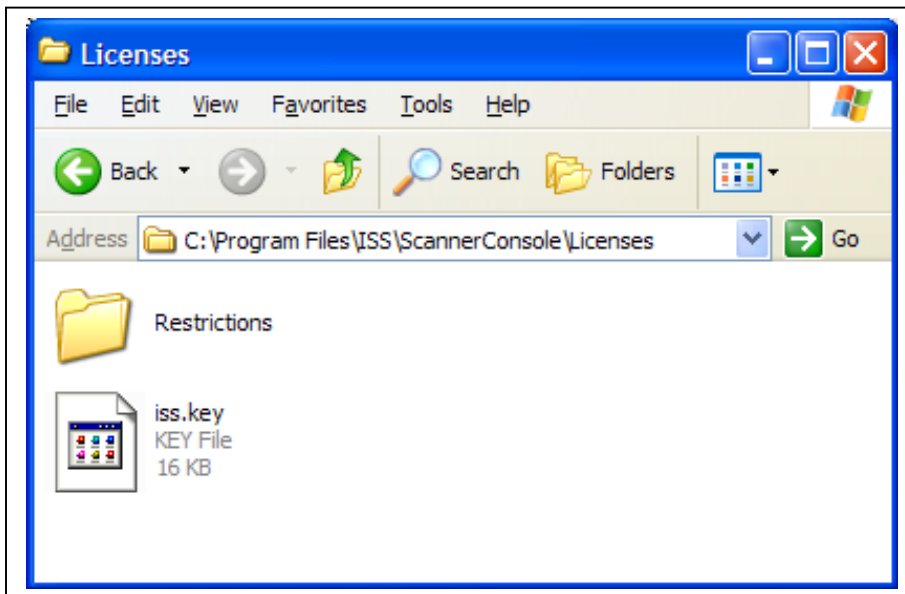 Licenses
File Edit View Favorites Tools Help
Back Search Folders
Address C:\Program Files\ISS\ScannerConsole\Licenses Go
Restrictions
iss.key
KEY File
16 KB